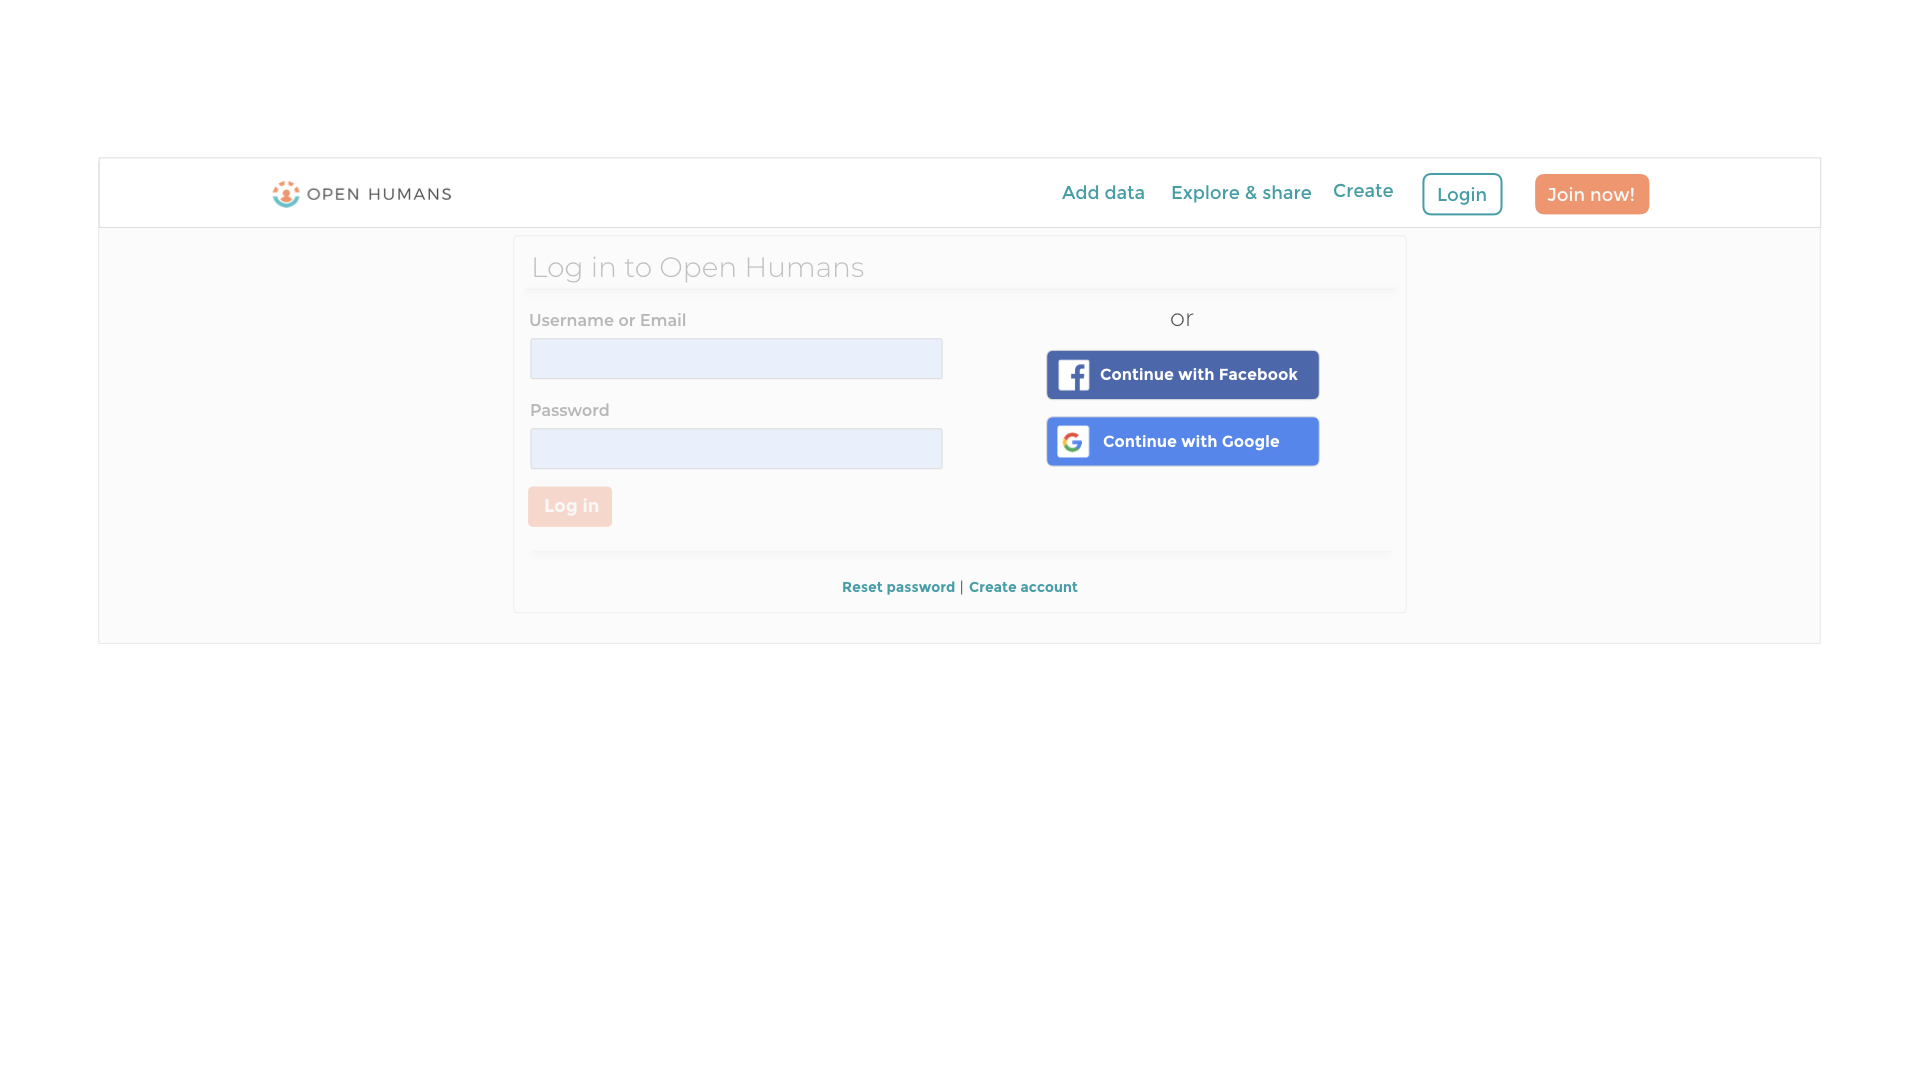 OPEN HUMANS
Add data
Explore & share
Create
Login
Join now!
Log in to Open Humans
Username or Email
or
Continue with Facebook
Password
Continue with Google
Log in
Reset password | Create account